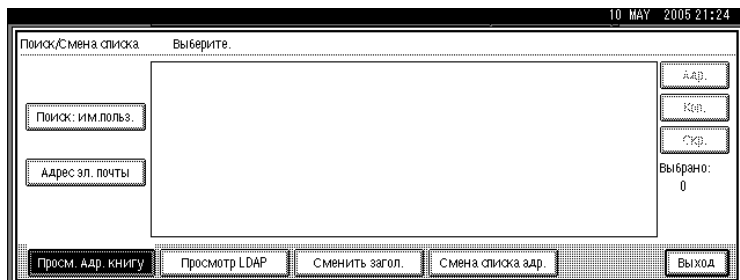 10 MAY 2005 21:24
Поиск/Смена списка Выберите.
Адр.
Поиск: им.польз.
Коп.
Скр.
Адрес эл. почты
Выбрано:
0
Просм. Адр. книгу Просмотр LDAP Сменить загол. Смена списка адр. Выход